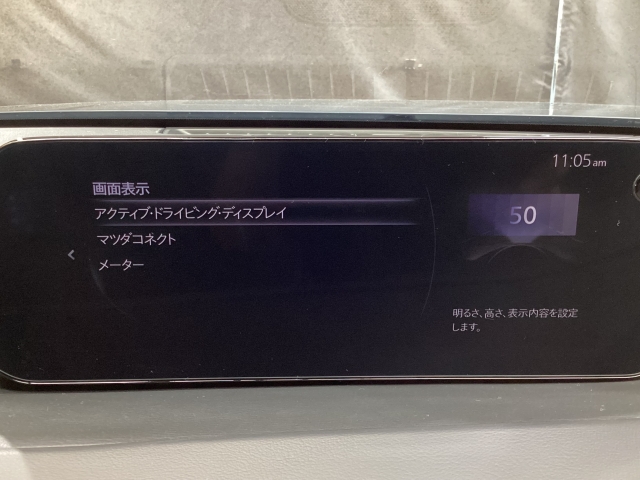 11:05am
画面表示
アクティブ・ドライビング・ディスプレイ
マツダコネクト
メーター
50
明るさ、高さ、表示内容を設定
します。